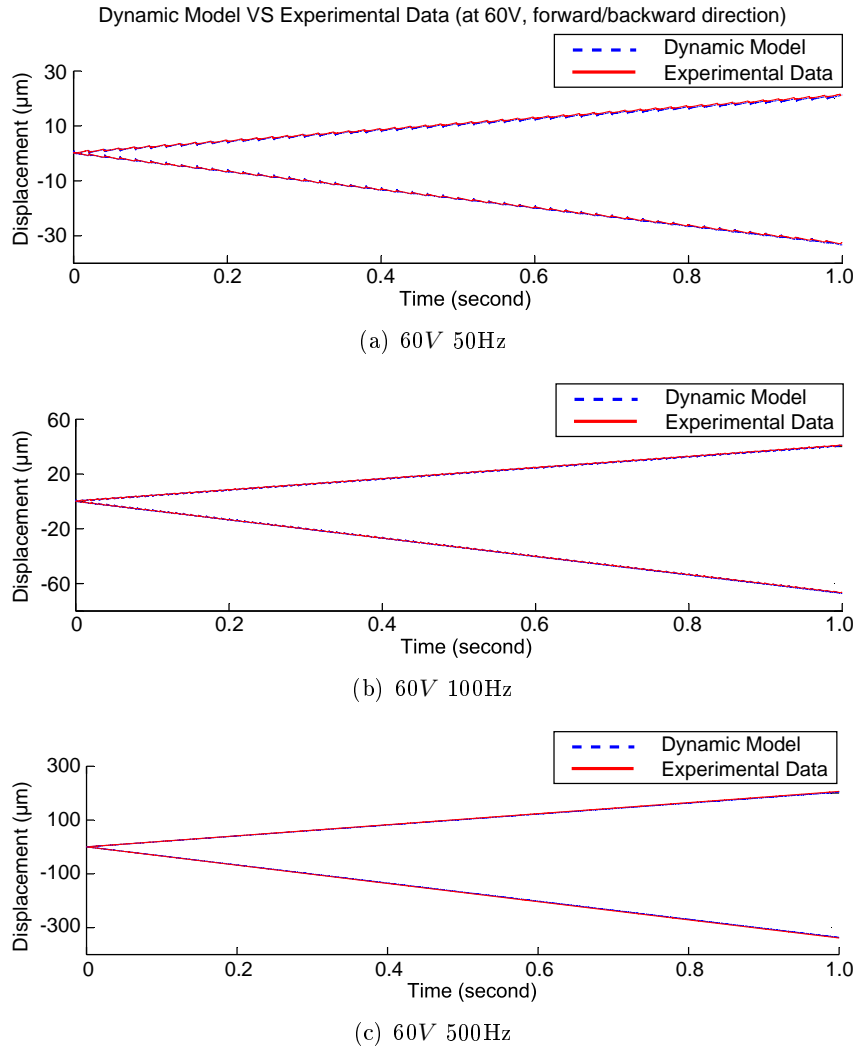 Dynamic Model VS Experimental Data (at 60V, forward/backward direction)
Dynamic Model
Experimental Data
30
10
-10
-30
Displacement (µm)
0
0.2
0.4
0.6
0.8
1.0
Time (second)
(a) 60V 50Hz
Dynamic Model
Experimental Data
60
20
-20
-60
Displacement (µm)
0
0.2
0.4
0.6
0.8
1.0
Time (second)
(b) 60V 100Hz
Dynamic Model
Experimental Data
300
100
-100
-300
Displacement (µm)
0
0.2
0.4
0.6
0.8
1.0
Time (second)
(c) 60V 500Hz